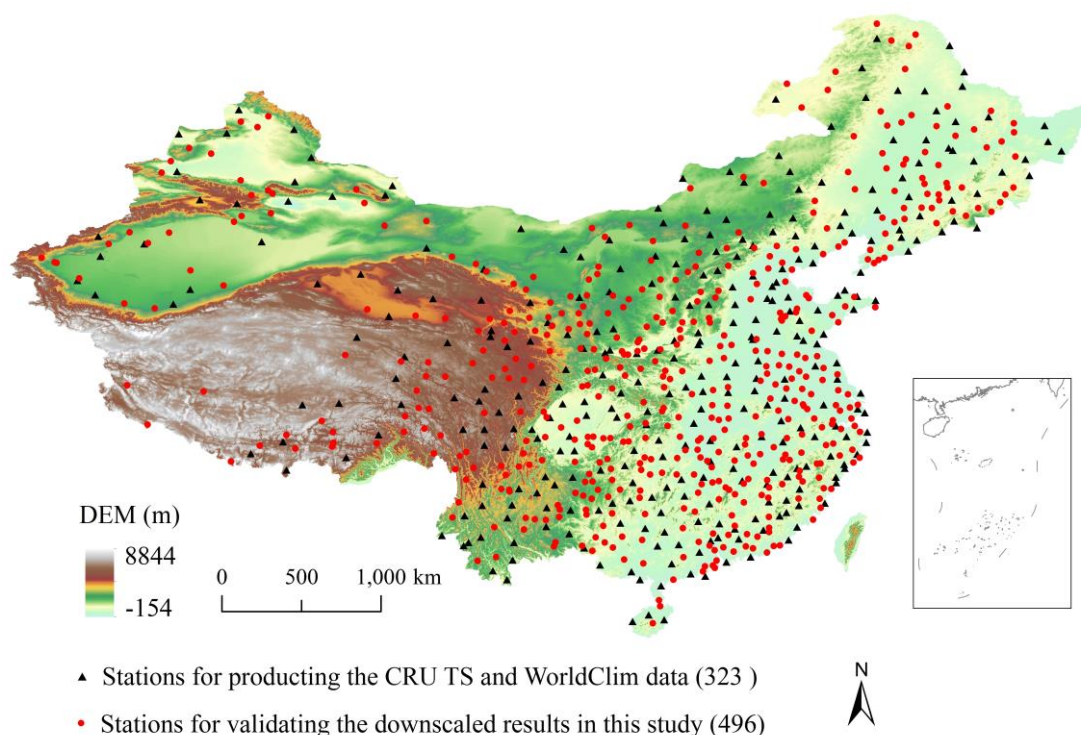 DEM (m)
8844
-154
0 500 1,000 km
Stations for producting the CRU TS and WorldClim data (323 )
N
Stations for validating the downscaled results in this study (496)